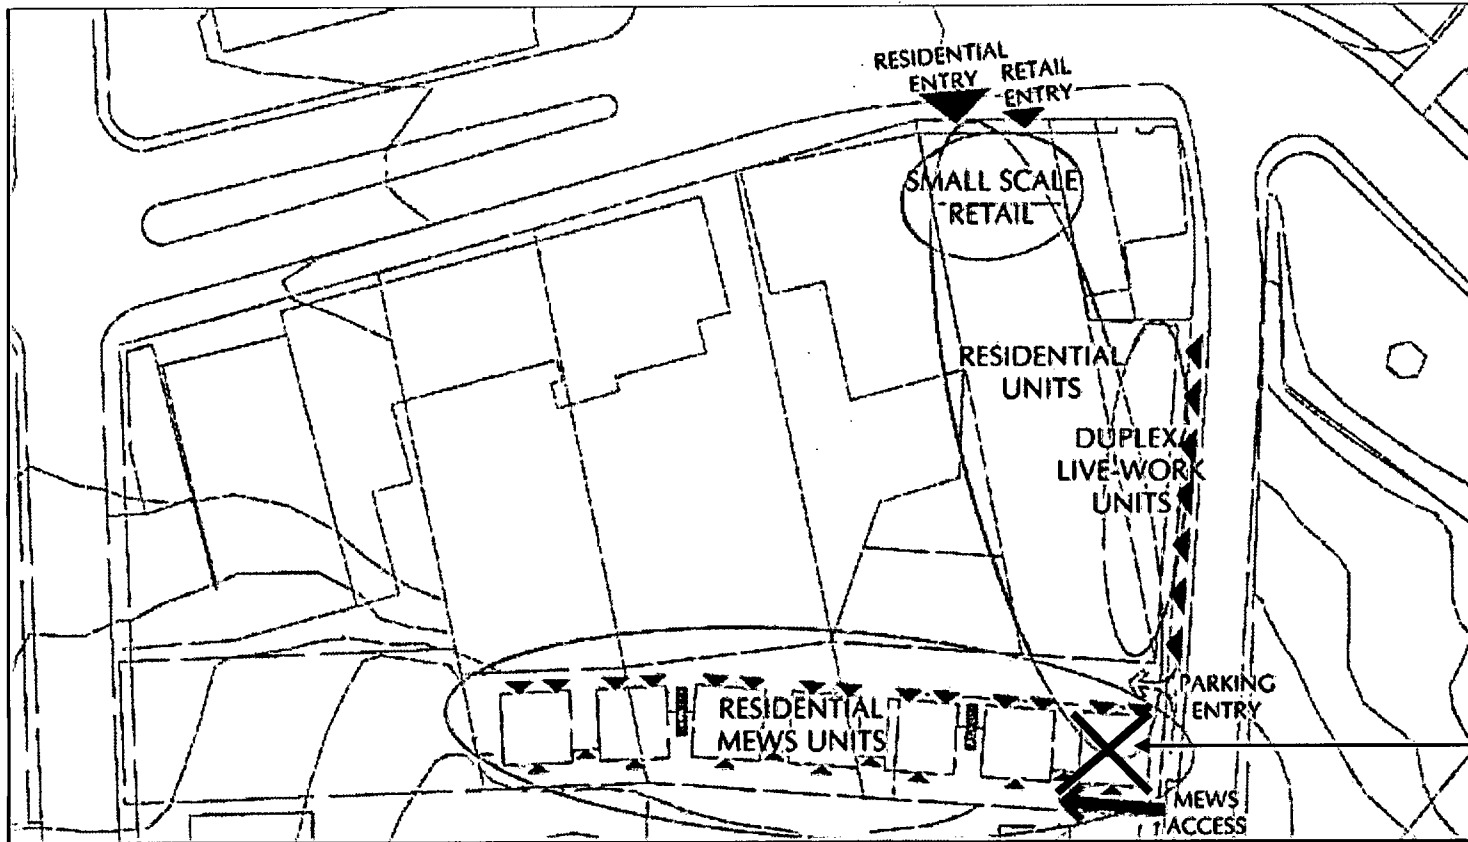 RESIDENTIAL
ENTRY
RETAIL
ENTRY
SMALL SCALE
RETAIL
RESIDENTIAL
UNITS
DUPLEX/
LIVE-WORK
UNITS
PARKING
ENTRY
RESIDENTIAL
MEWS UNITS
MEWS
ACCESS